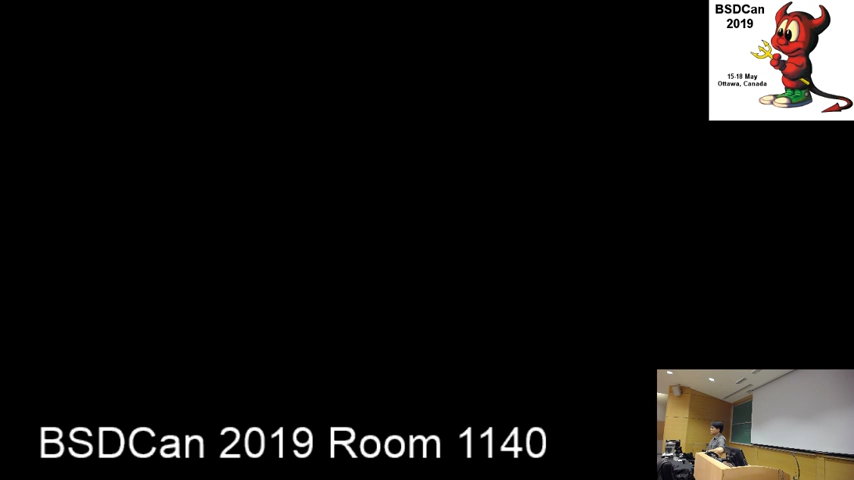 BSDCan
2019
15-18 May
Ottawa, Canada
BSDCan 2019 Room 1140